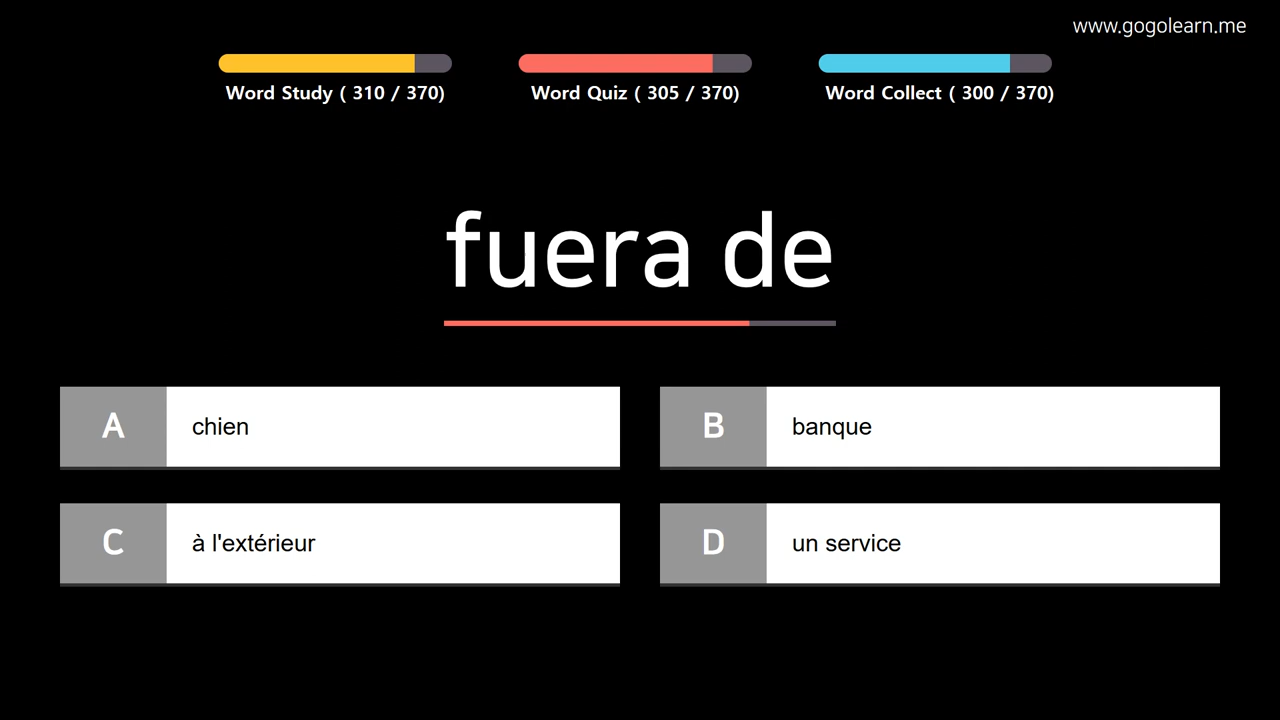 www.gogolearn.me
Word Study ( 310 / 370)
Word Quiz ( 305 / 370)
Word Collect ( 300 / 370)
fuera de
A chien
B banque
C à l'extérieur
D un service